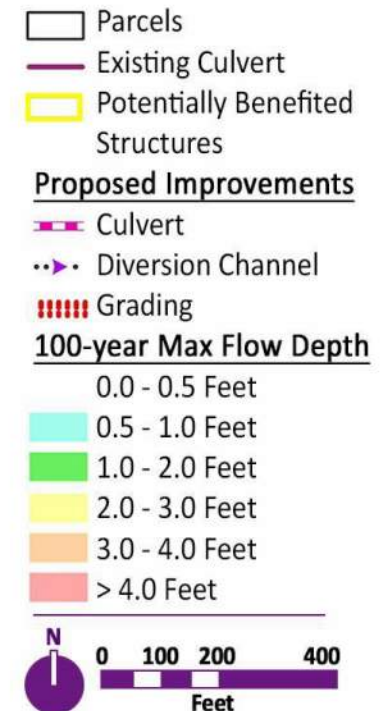 Parcels
Existing Culvert
Potentially Benefited
Structures
Proposed Improvements
Culvert
Diversion Channel
Grading
100-year Max Flow Depth
0.0 - 0.5 Feet
0.5 - 1.0 Feet
1.0 - 2.0 Feet
2.0 - 3.0 Feet
3.0 - 4.0 Feet
> 4.0 Feet
N
0 100 200 400
Feet